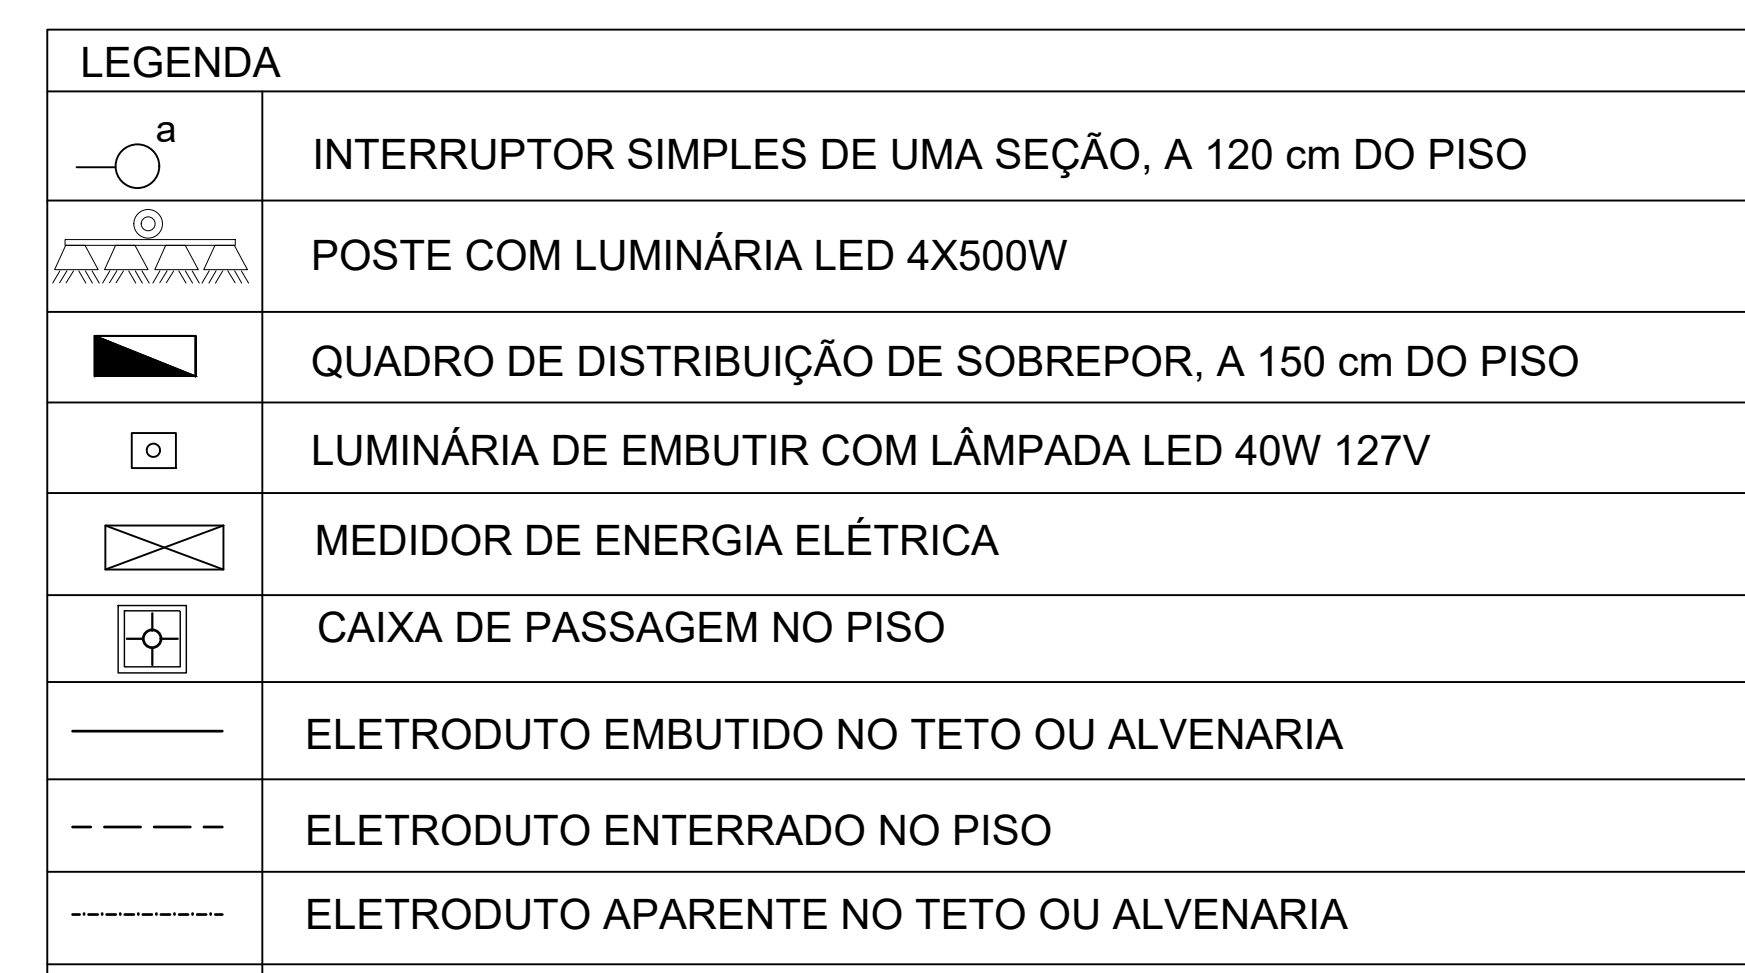 LEGENDA
a
INTERRUPTOR SIMPLES DE UMA SEÇÃO, A 120 cm DO PISO
POSTE COM LUMINÁRIA LED 4X500W
QUADRO DE DISTRIBUIÇÃO DE SOBREPOR, A 150 cm DO PISO
LUMINÁRIA DE EMBUTIR COM LÂMPADA LED 40W 127V
MEDIDOR DE ENERGIA ELÉTRICA
CAIXA DE PASSAGEM NO PISO
ELETRODUTO EMBUTIDO NO TETO OU ALVENARIA
ELETRODUTO ENTERRADO NO PISO
ELETRODUTO APARENTE NO TETO OU ALVENARIA